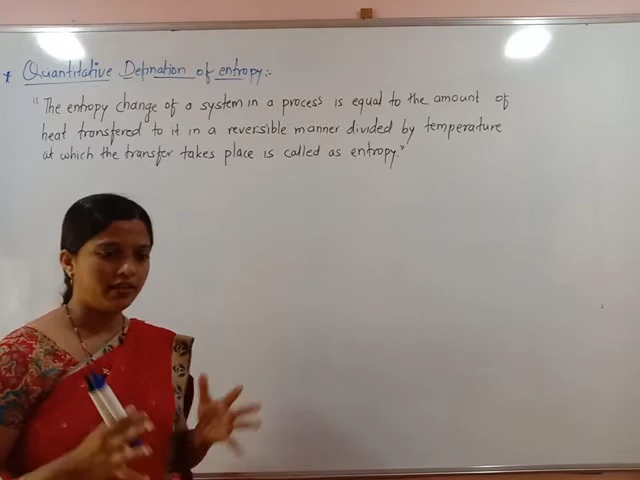 * Quantitative Defination of entropy:-
"The entropy change of a system in a process is equal to the amount of
heat transferred to it in a reversible manner divided by temperature
at which the transfer takes place is called as entropy."